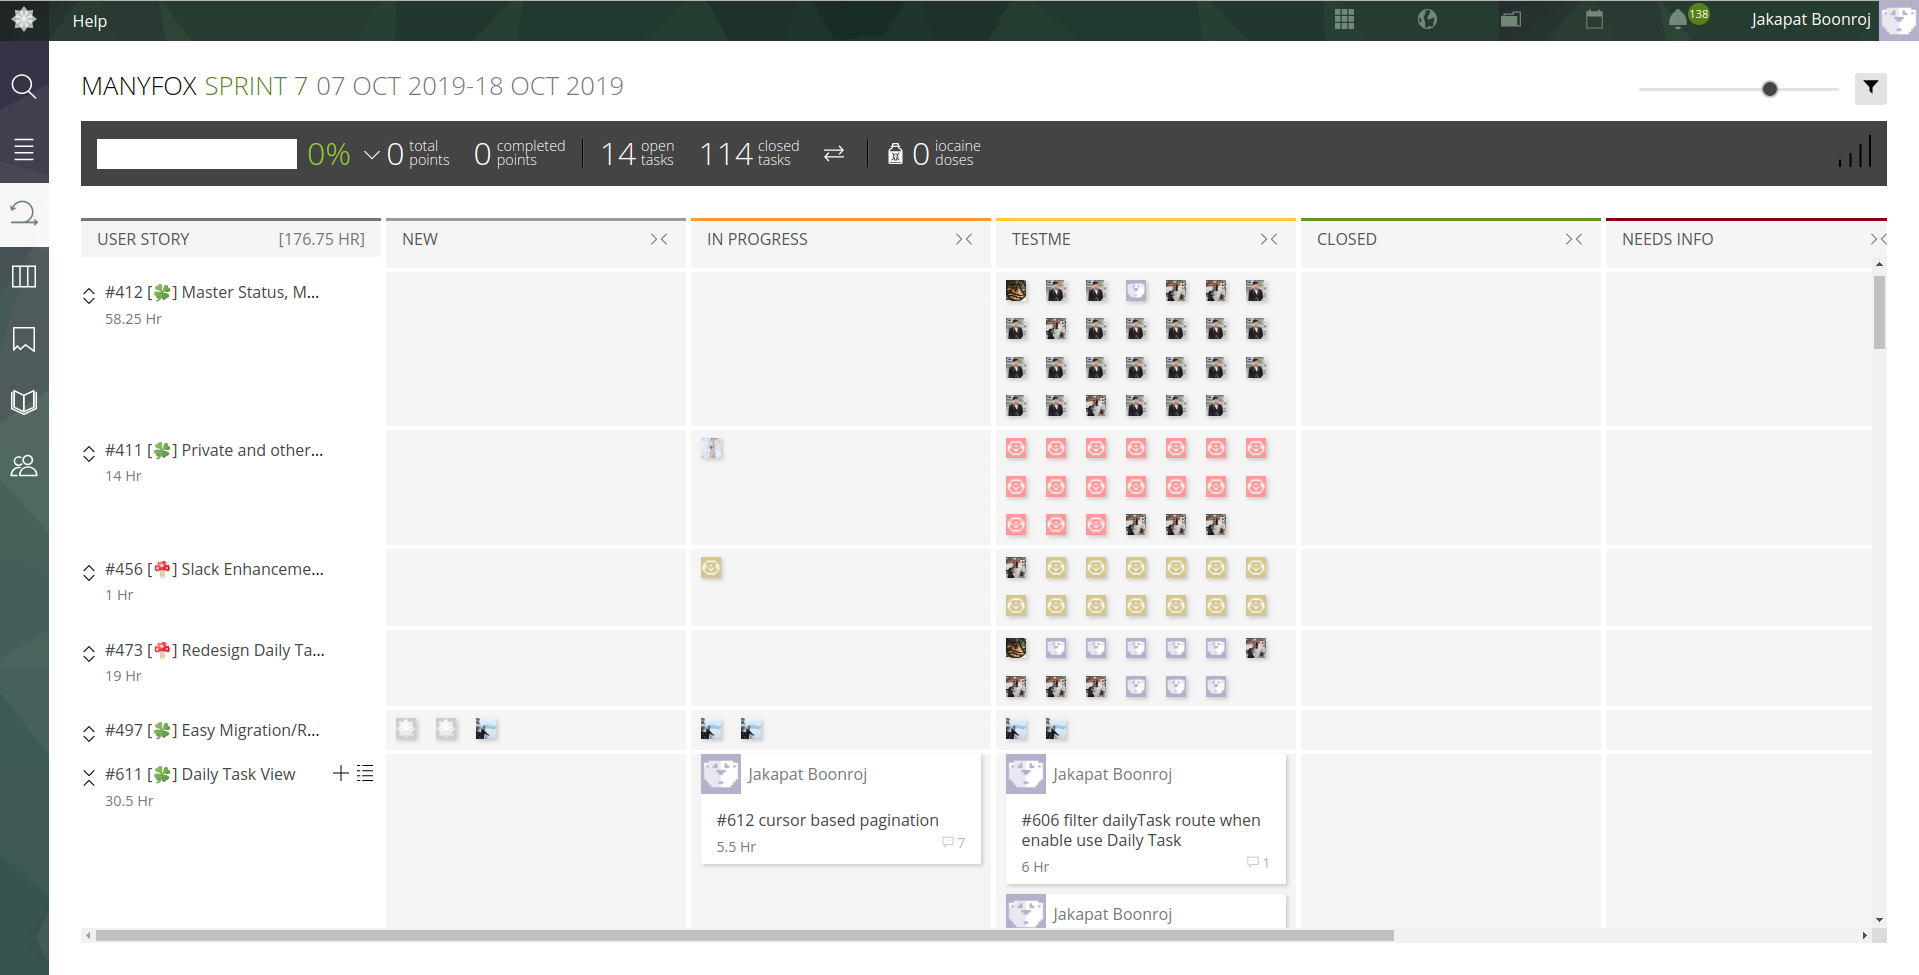 Help
138
Jakapat Boonroj
MANYFOX SPRINT 7 07 OCT 2019-18 OCT 2019
0%
0 total points
0 completed points
14 open tasks
114 closed tasks
0 iocaine doses
USER STORY [176.75 HR]
NEW
IN PROGRESS
TESTME
CLOSED
NEEDS INFO
#412 [🍀] Master Status, M...
58.25 Hr
#411 [🍀] Private and other...
14 Hr
#456 [🍄] Slack Enhanceme...
1 Hr
#473 [🍄] Redesign Daily Ta...
19 Hr
#497 [🍀] Easy Migration/R...
#611 [🍀] Daily Task View
30.5 Hr
Jakapat Boonroj
#612 cursor based pagination
5.5 Hr
7
Jakapat Boonroj
#606 filter dailyTask route when
enable use Daily Task
6 Hr
1
Jakapat Boonroj